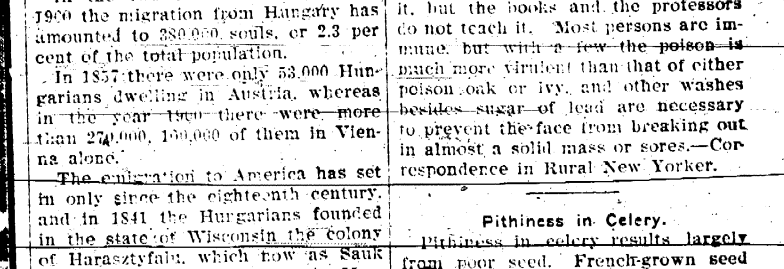 1900 the migration from Hungary has
amounted to 380,000 souls, or 2.3 per
cent of the total population.
In 1857 there were only 53,000 Hun-
garians dwelling in Austria, whereas
in the year 1900 there were more
than 270,000, 160,000 of them in Vien-
na alone.
The emigration to America has set
in only since the eighteenth century,
and in 1841 the Hungarians founded
in the state of Wisconsin the colony
of Harasztyfalu, which now as Sauk
it, but the books and the professors
do not teach it. Most persons are im-
mune, but with a few the poison is
much more virulent than that of either
poison oak or ivy, and other washes
besides sugar of lead are necessary
to prevent the face from breaking out
in almost a solid mass or sores.—Cor-
respondence in Rural New Yorker.
Pithiness in Celery.
Pithiness in celery results largely
from poor seed. French-grown seed